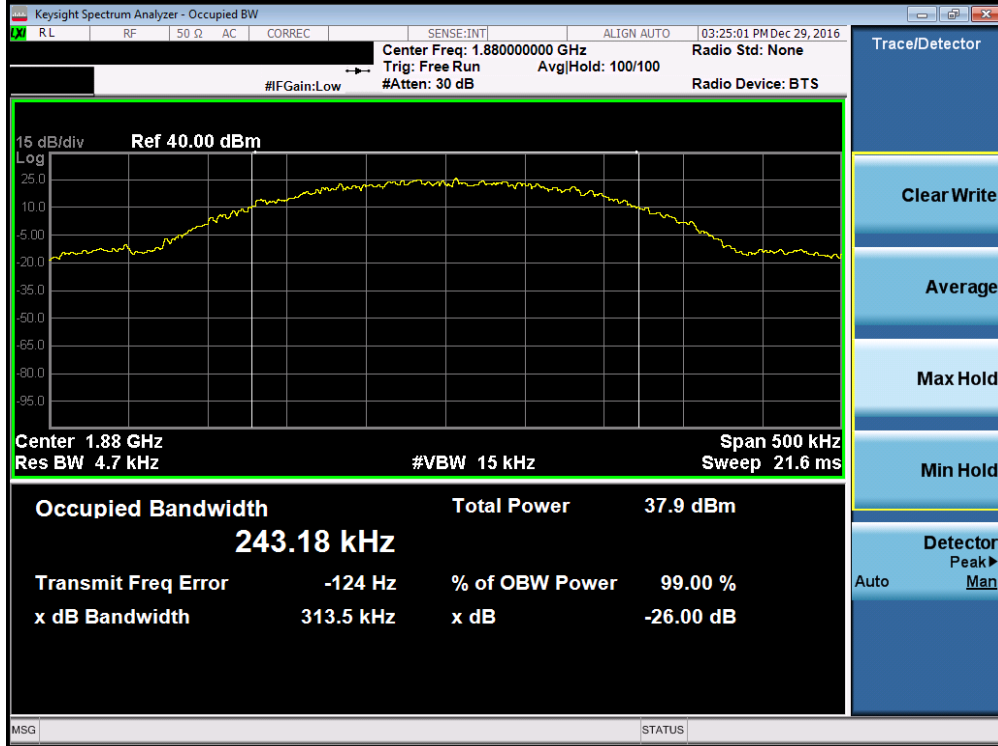 Keysight Spectrum Analyzer - Occupied BW
LXI RL RF 50 Ω AC CORREC SENSE:INT ALIGN AUTO 03:25:01 PM Dec 29, 2016
Center Freq: 1.880000000 GHz Radio Std: None
Trig: Free Run Avg|Hold: 100/100
#IFGain:Low #Atten: 30 dB Radio Device: BTS
15 dB/div Ref 40.00 dBm
Log
25.0
10.0
-5.00
-20.0
-35.0
-50.0
-65.0
-80.0
-95.0
Center 1.88 GHz Span 500 kHz
Res BW 4.7 kHz #VBW 15 kHz Sweep 21.6 ms
Occupied Bandwidth Total Power 37.9 dBm
243.18 kHz
Transmit Freq Error -124 Hz % of OBW Power 99.00 %
x dB Bandwidth 313.5 kHz x dB -26.00 dB
MSG STATUS
Trace/Detector
Clear Write
Average
Max Hold
Min Hold
Detector
Peak▶
Auto Man